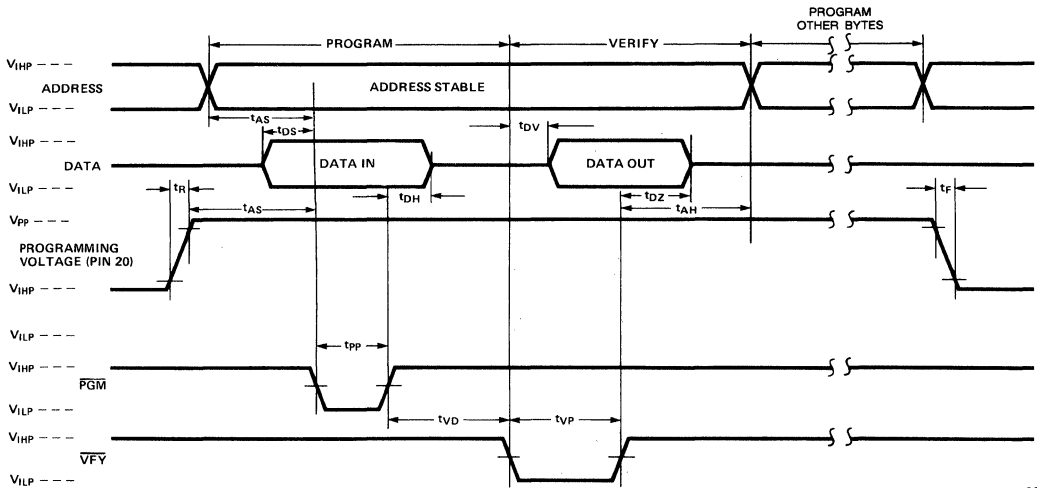 PROGRAM
OTHER BYTES
PROGRAM
VERIFY
VIHP
ADDRESS
ADDRESS STABLE
VILP
tAS
tDS
tDV
VIHP
DATA
DATA IN
DATA OUT
VILP
tR
tDH
tDZ
tF
tAS
tAH
VPP
PROGRAMMING
VOLTAGE (PIN 20)
VIHP
VILP
tPP
VIHP
PGM
VILP
tVD
tVP
VIHP
VFY
VILP